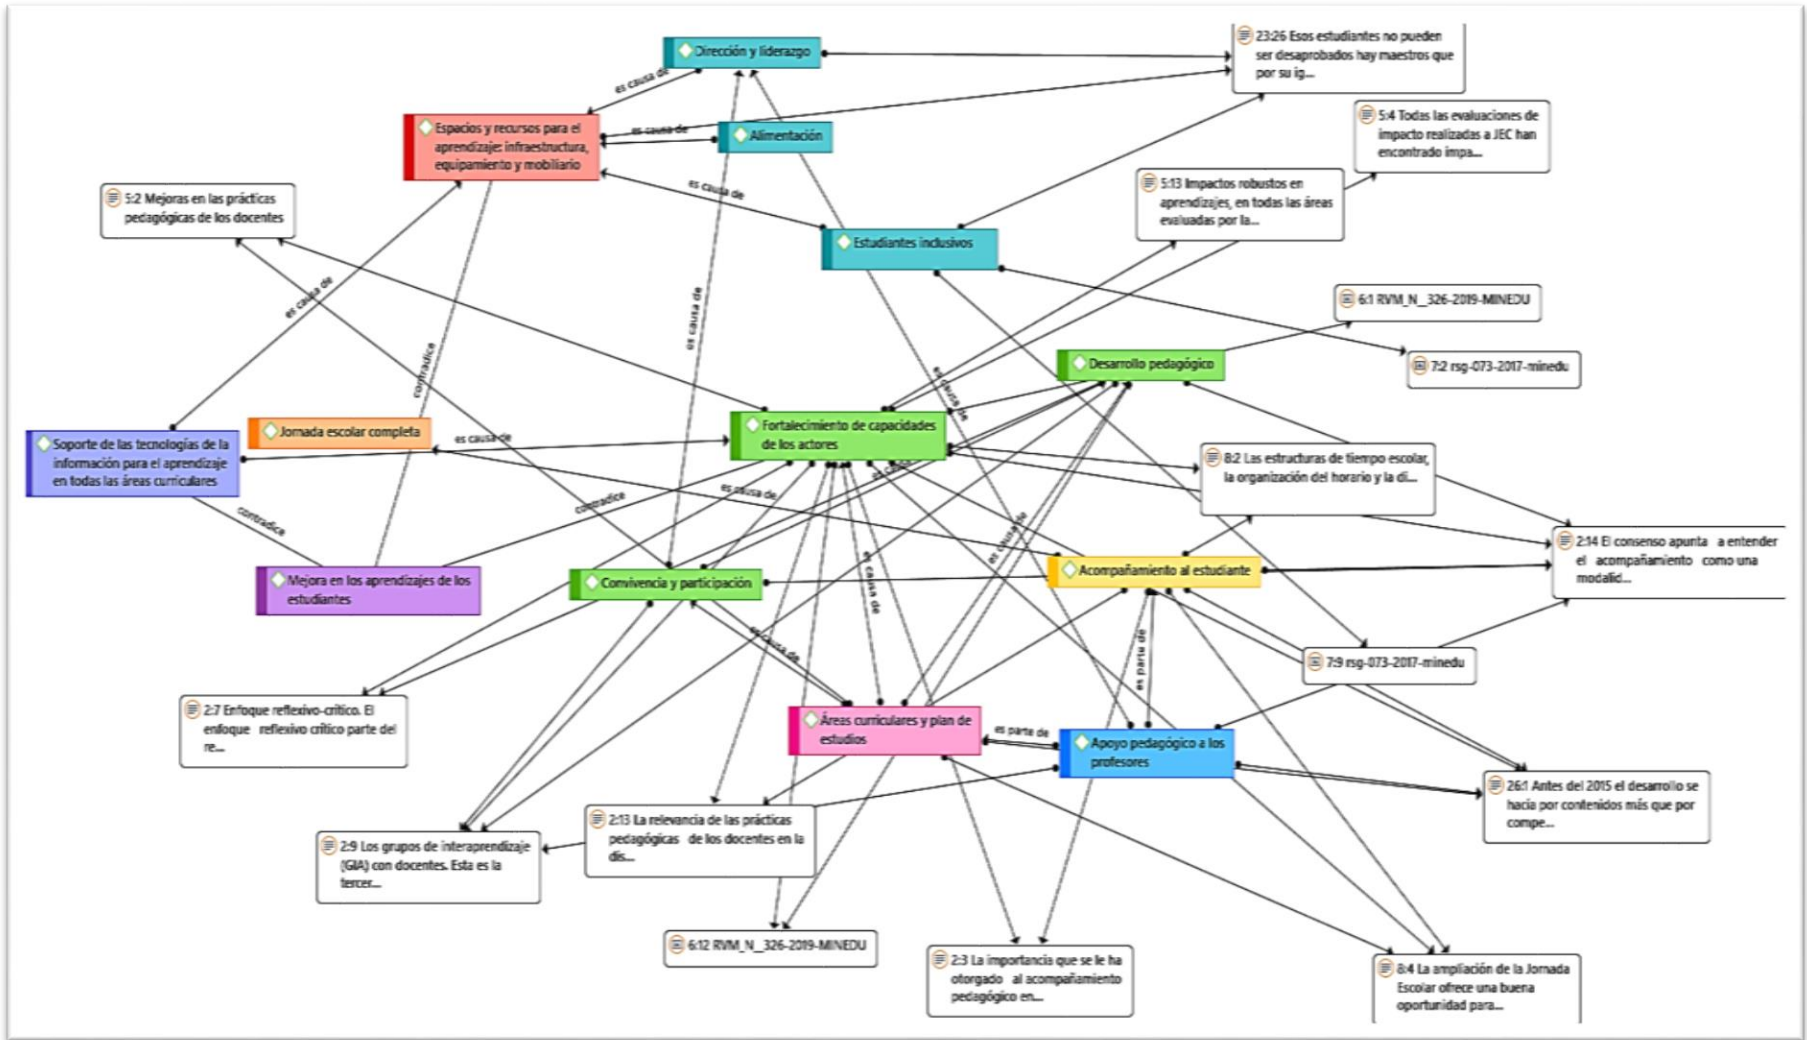 Dirección y liderazgo
23:26 Esos estudiantes no pueden
ser desaprobados hay maestros que
por su ig...
es causa de
Espacios y recursos para el
aprendizaje: infraestructura,
equipamiento y mobiliario
es causa de
Alimentación
5:4 Todas las evaluaciones de
impacto realizadas a JEC han
encontrado impa...
5:2 Mejoras en las prácticas
pedagógicas de los docentes
es causa de
5:13 Impactos robustos en
aprendizajes, en todas las áreas
evaluadas por la...
Estudiantes inclusivos
es causa de
es causa de
6:1 RVM_N__326-2019-MINEDU
contradice
es causa de
Desarrollo pedagógico
7:2 rsg-073-2017-minedu
Soporte de las tecnologías de la
información para el aprendizaje
en todas las áreas curriculares
Jornada escolar completa
es causa de
Fortalecimiento de capacidades
de los actores
es causa de
8:2 Las estructuras de tiempo escolar,
la organización del horario y la di...
contradice
contradice
es causa de
es causa de
2:14 El consenso apunta a entender
el acompañamiento como una
modalid...
Mejora en los aprendizajes de los
estudiantes
Convivencia y participación
es causa de
Acompañamiento al estudiante
es causa de
es parte de
7:9 rsg-073-2017-minedu
2:7 Enfoque reflexivo-crítico. El
enfoque reflexivo crítico parte del
re...
Áreas curriculares y plan de
estudios
es parte de
Apoyo pedagógico a los
profesores
26:1 Antes del 2015 el desarrollo se
hacía por contenidos más que por
compe...
2:9 Los grupos de interaprendizaje
(GIA) con docentes. Esta es la
tercer...
2:13 La relevancia de las prácticas
pedagógicas de los docentes en la
dis...
6:12 RVM_N__326-2019-MINEDU
2:3 La importancia que se le ha
otorgado al acompañamiento
pedagógico en...
8:4 La ampliación de la Jornada
Escolar ofrece una buena
oportunidad para...